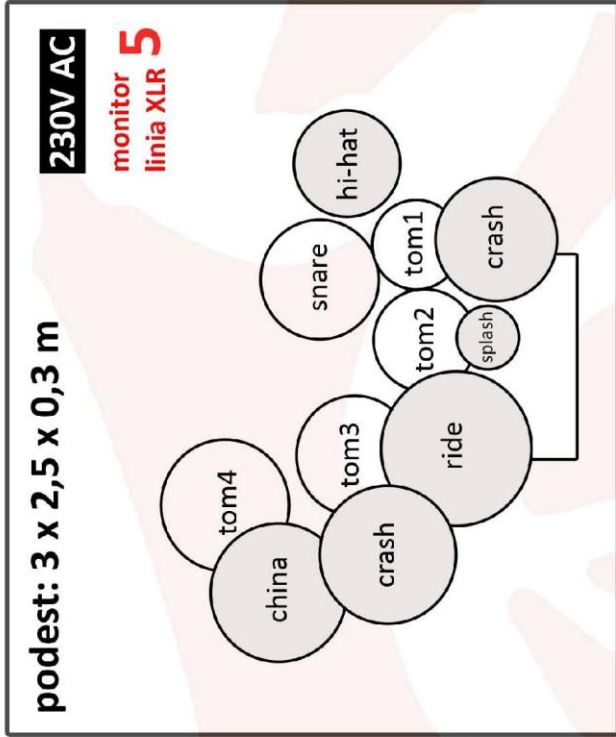 podest: 3 x 2,5 x 0,3 m
230V AC
monitor
linia XLR 5
tom4
china
snare
hi-hat
tom3
crash
tom2
tom1
ride
splash
crash